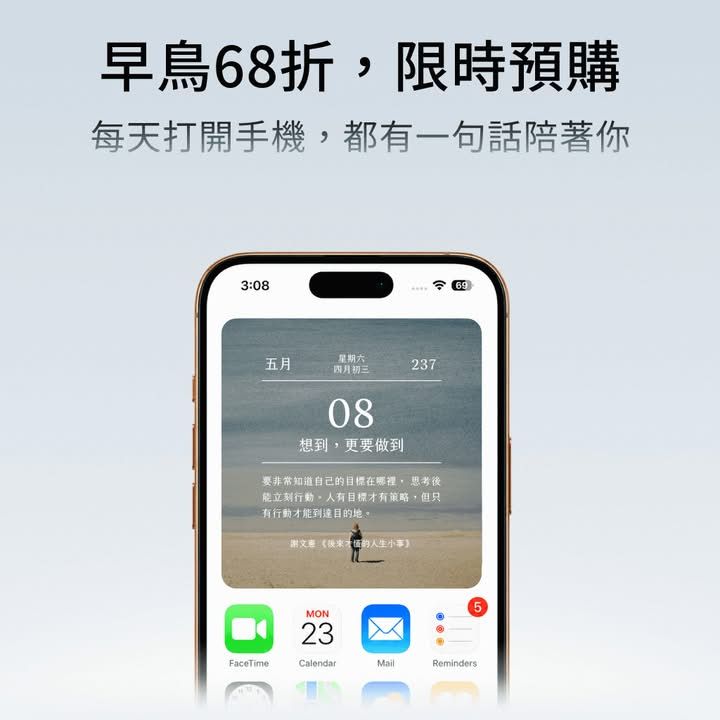 早鳥68折，限時預購
每天打開手機，都有一句話陪著你
3:08
69
五月
星期六
四月初三
237
08
想到，更要做到
要非常知道自己的目標在哪裡， 思考後
能立刻行動。人有目標才有策略，但只
有行動才能到達目的地。
謝文憲 《後來才懂的人生小事》
5
MON
23
FaceTime
Calendar
Mail
Reminders